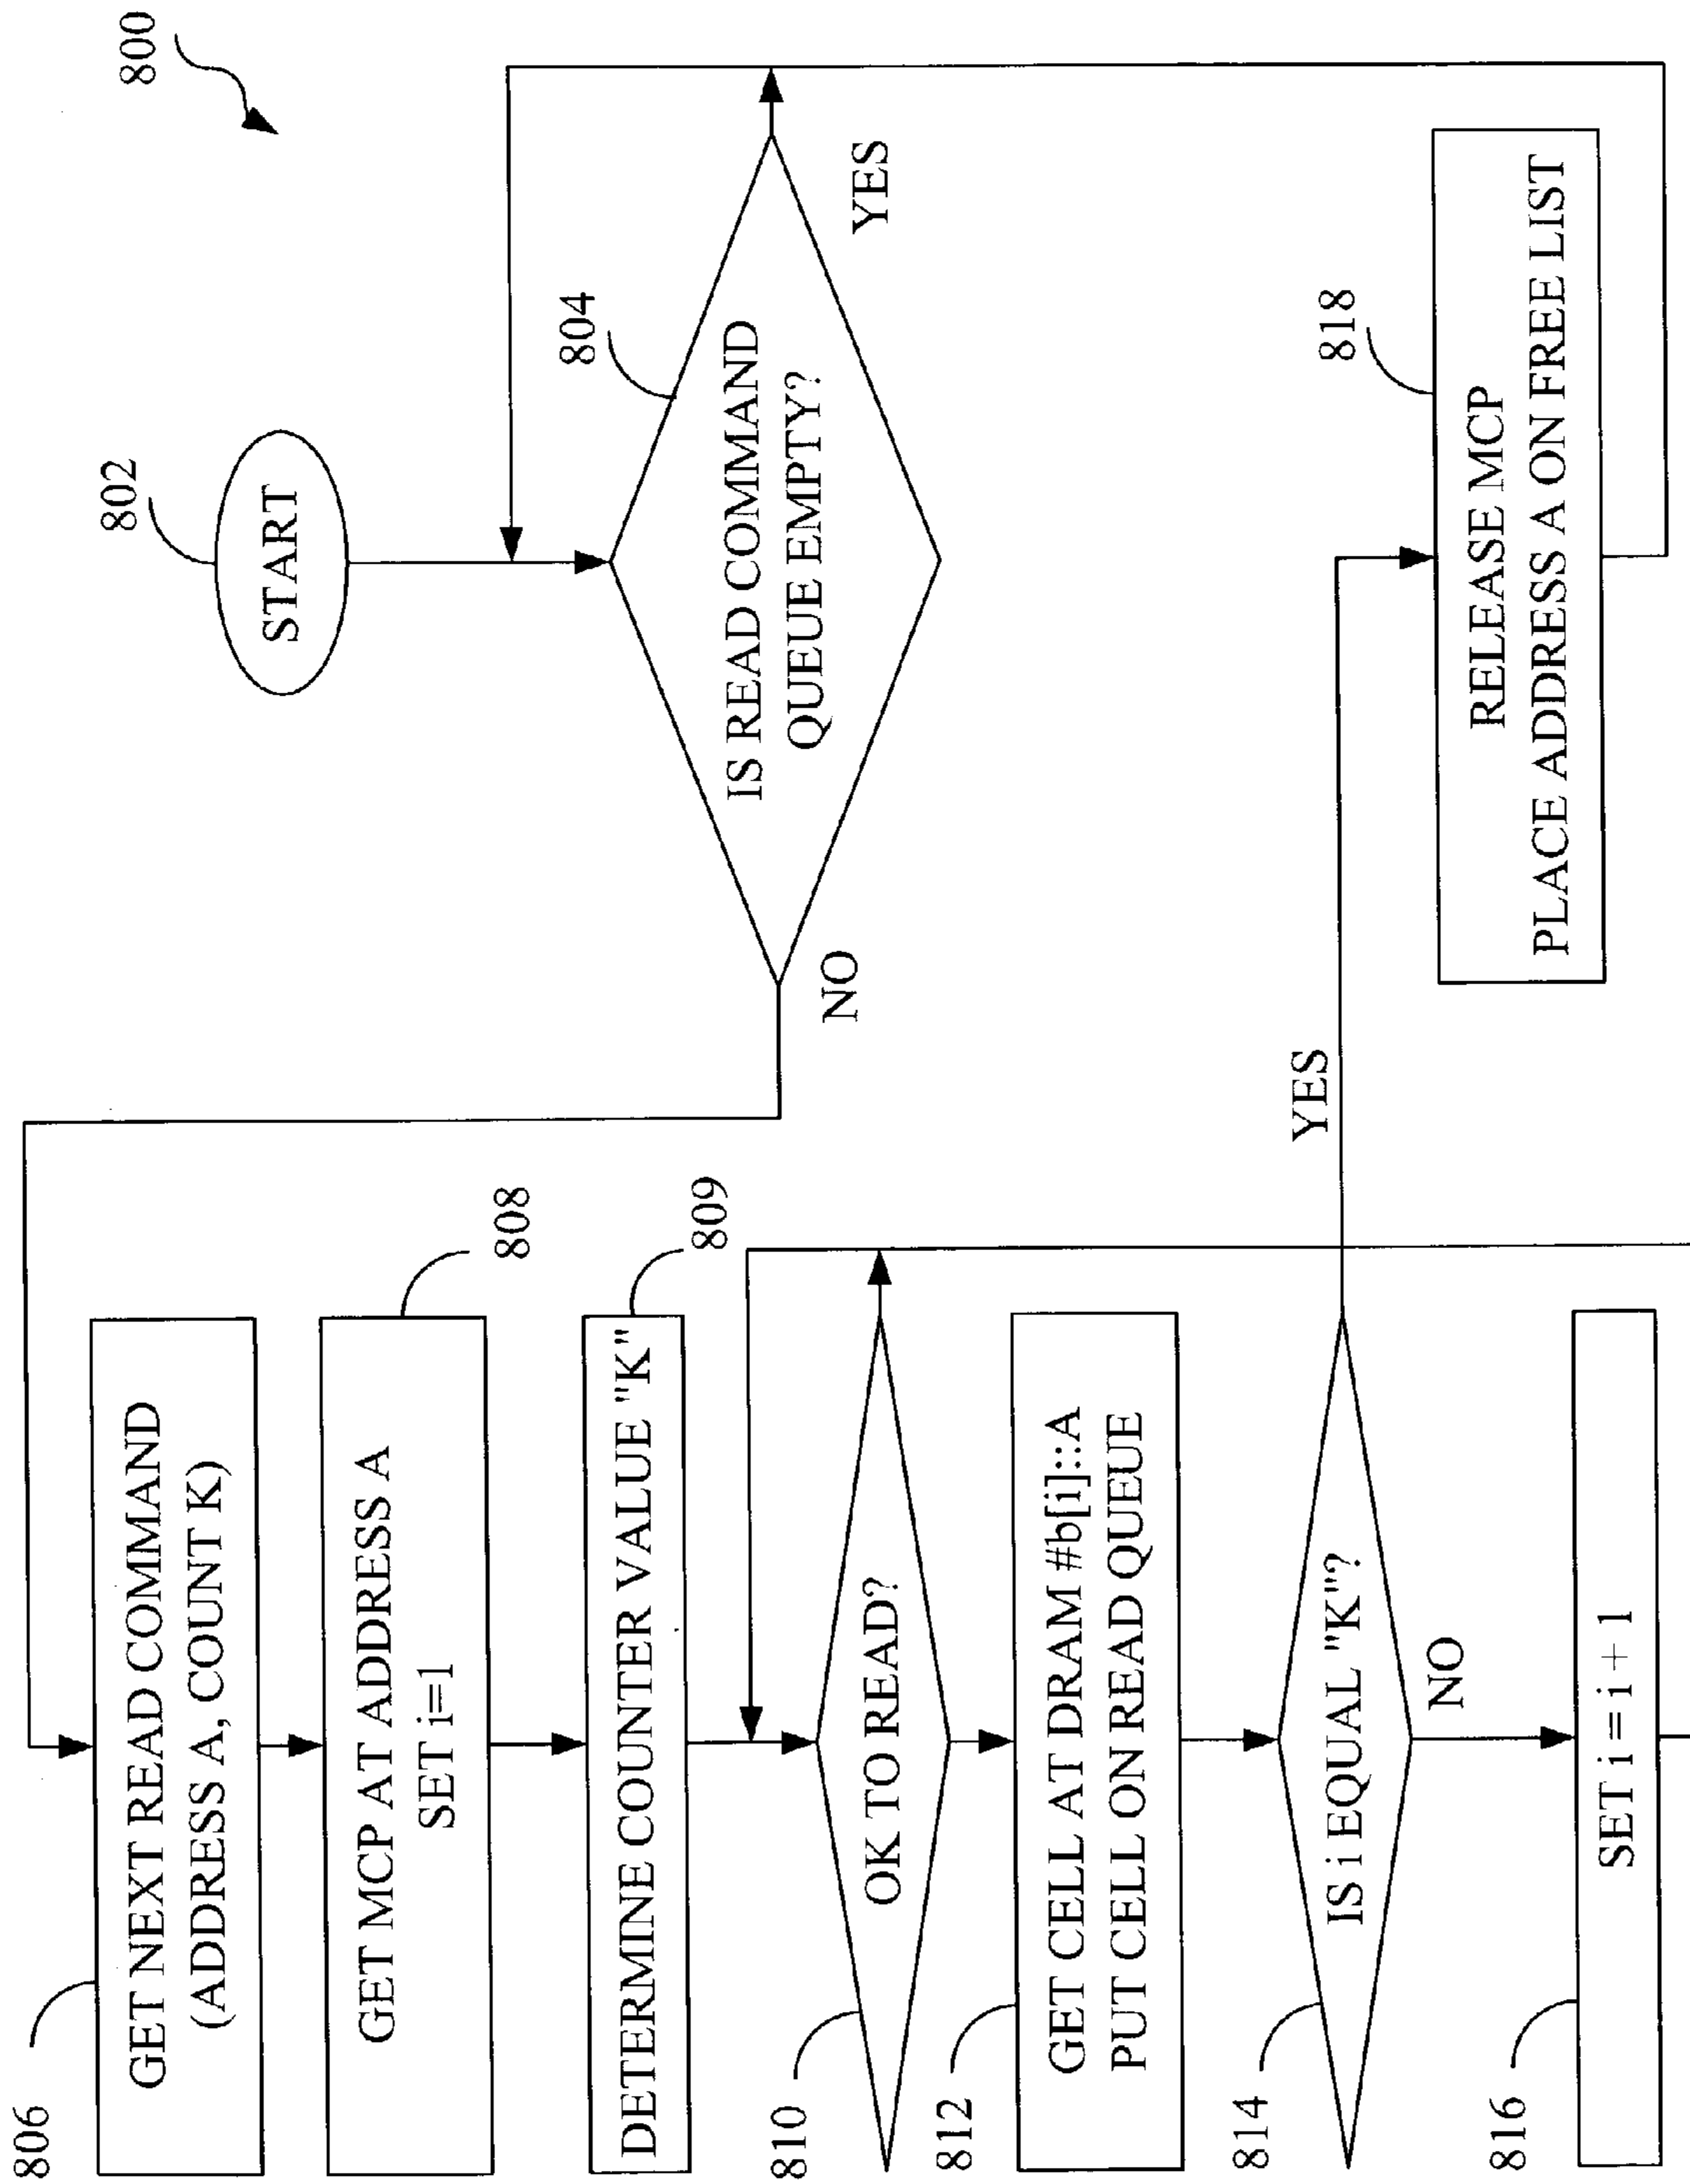 800
802
START
804
IS READ COMMAND
QUEUE EMPTY?
YES
NO
806
GET NEXT READ COMMAND
(ADDRESS A, COUNT K)
808
GET MCP AT ADDRESS A
SET i=1
809
DETERMINE COUNTER VALUE "K"
810
OK TO READ?
812
GET CELL AT DRAM #b[i]::A
PUT CELL ON READ QUEUE
814
IS i EQUAL "K"?
YES
NO
816
SET i = i + 1
818
RELEASE MCP
PLACE ADDRESS A ON FREE LIST